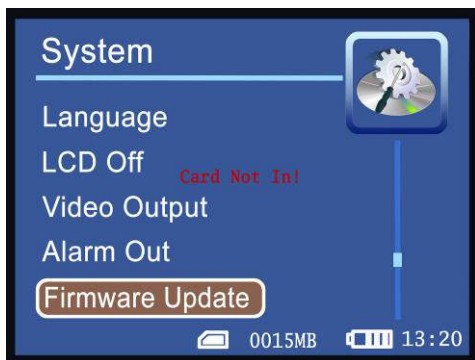 System
Language
LCD Off
Card Not In!
Video Output
Alarm Out
Firmware Update
0015MB 13:20